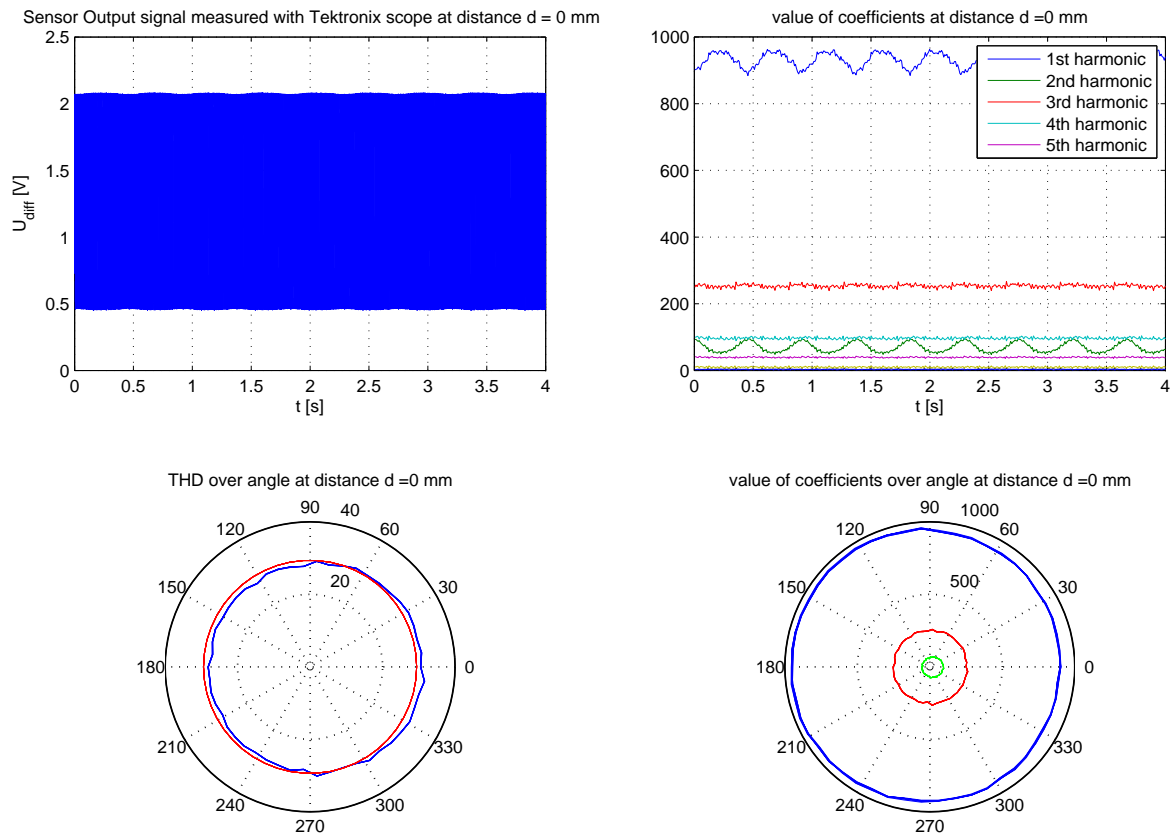 Sensor Output signal measured with Tektronix scope at distance d = 0 mm
2.5
2
1.5
1
0.5
0
U_diff [V]
0 0.5 1 1.5 2 2.5 3 3.5 4
t [s]
value of coefficients at distance d =0 mm
1000
800
600
400
200
0
1st harmonic
2nd harmonic
3rd harmonic
4th harmonic
5th harmonic
0 0.5 1 1.5 2 2.5 3 3.5 4
t [s]
THD over angle at distance d =0 mm
90 40
120 60
20
150 30
180 0
210 330
240 300
270
value of coefficients over angle at distance d =0 mm
90 1000
120 60
500
150 30
180 0
210 330
240 300
270